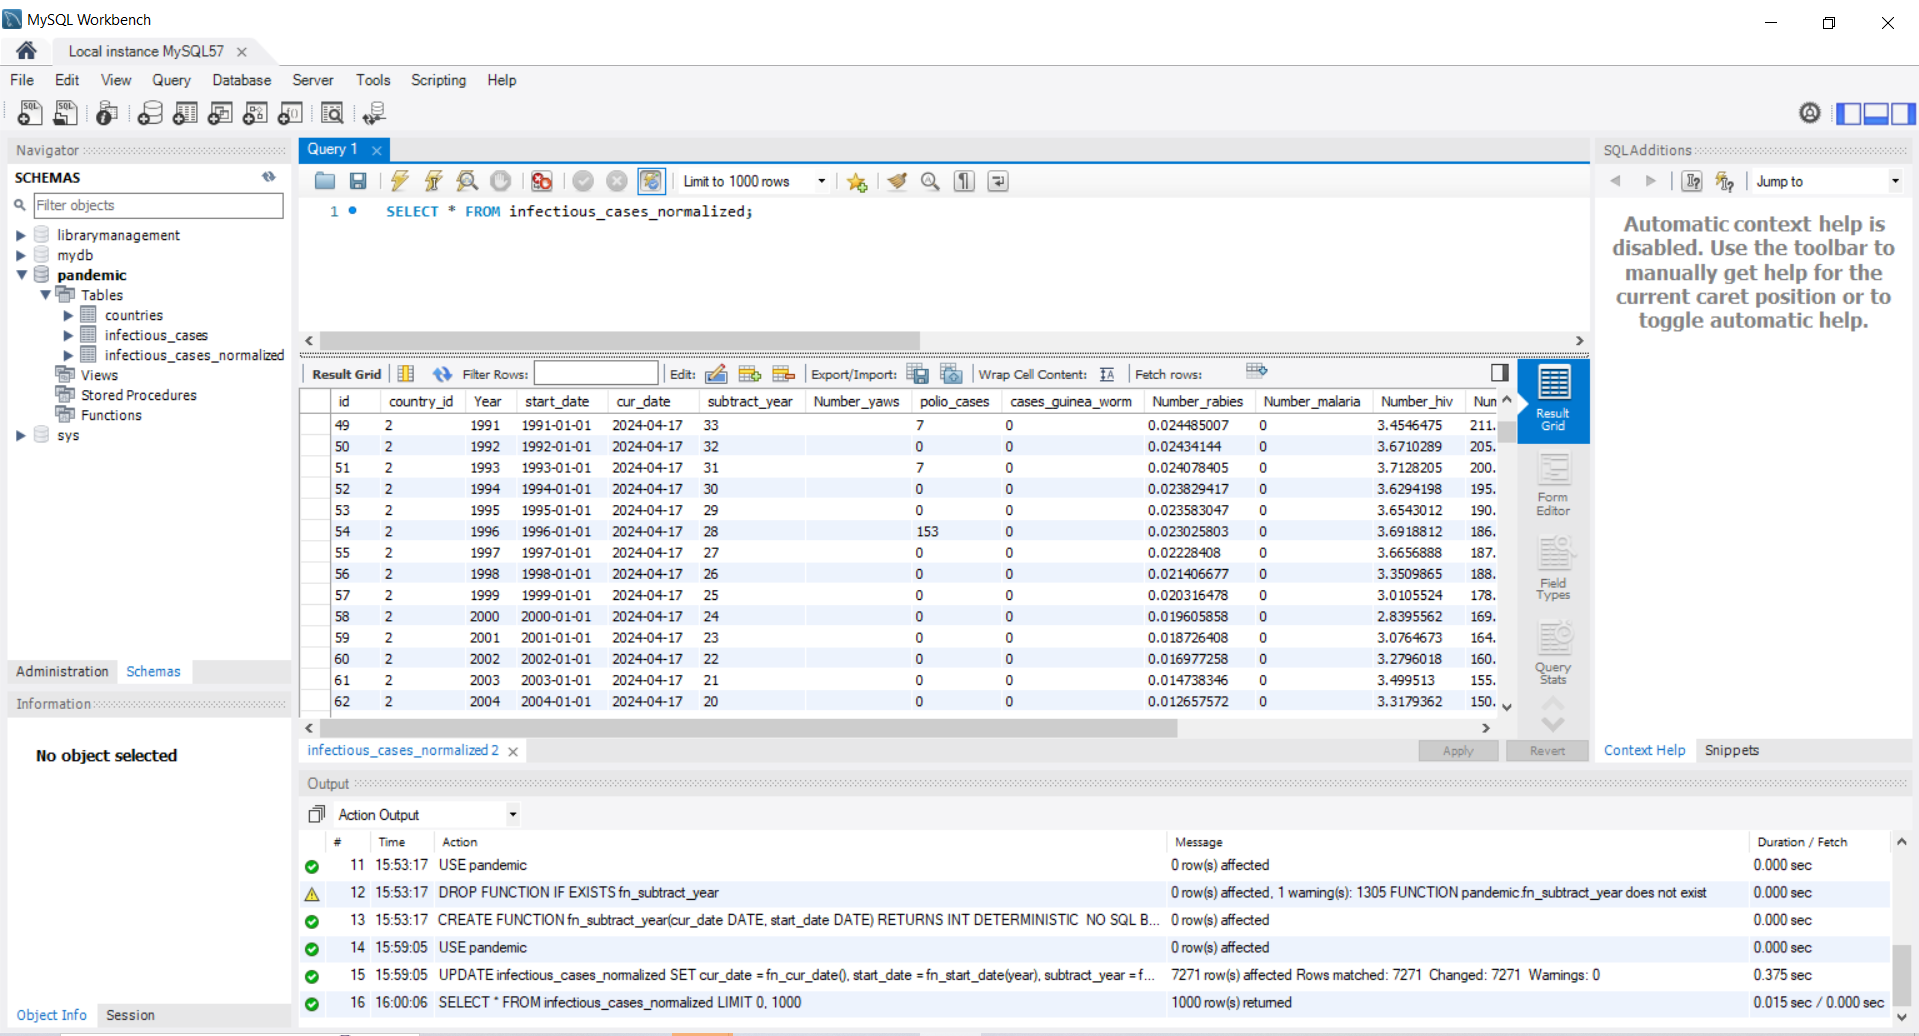 MySQL Workbench
Local instance MySQL57
File Edit View Query Database Server Tools Scripting Help
Navigator
SCHEMAS
Filter objects
librarymanagement
mydb
pandemic
Tables
countries
infectious_cases
infectious_cases_normalized
Views
Stored Procedures
Functions
sys
Administration Schemas
Information
No object selected
Object Info Session
Query 1
Limit to 1000 rows
1 SELECT * FROM infectious_cases_normalized;
Result Grid Filter Rows: Edit: Export/Import: Wrap Cell Content: Fetch rows:
id country_id Year start_date cur_date subtract_year Number_yaws polio_cases cases_guinea_worm Number_rabies Number_malaria Number_hiv Num
49 2 1991 1991-01-01 2024-04-17 33 7 0 0.024485007 0 3.4546475 211.
50 2 1992 1992-01-01 2024-04-17 32 0 0 0.02434144 0 3.6710289 205.
51 2 1993 1993-01-01 2024-04-17 31 7 0 0.024078405 0 3.7128205 200.
52 2 1994 1994-01-01 2024-04-17 30 0 0 0.023829417 0 3.6294198 195.
53 2 1995 1995-01-01 2024-04-17 29 0 0 0.023583047 0 3.6543012 190.
54 2 1996 1996-01-01 2024-04-17 28 153 0 0.023025803 0 3.6918812 186.
55 2 1997 1997-01-01 2024-04-17 27 0 0 0.02228408 0 3.6656888 187.
56 2 1998 1998-01-01 2024-04-17 26 0 0 0.021406677 0 3.3509865 188.
57 2 1999 1999-01-01 2024-04-17 25 0 0 0.020316478 0 3.0105524 178.
58 2 2000 2000-01-01 2024-04-17 24 0 0 0.019605858 0 2.8395562 169.
59 2 2001 2001-01-01 2024-04-17 23 0 0 0.018726408 0 3.0764673 164.
60 2 2002 2002-01-01 2024-04-17 22 0 0 0.016977258 0 3.2796018 160.
61 2 2003 2003-01-01 2024-04-17 21 0 0 0.014738346 0 3.499513 155.
62 2 2004 2004-01-01 2024-04-17 20 0 0 0.012657572 0 3.3179362 150.
Result
Grid
Form
Editor
Field
Types
Query
Stats
infectious_cases_normalized 2
Apply Revert
SQLAdditions
Jump to
Automatic context help is
disabled. Use the toolbar to
manually get help for the
current caret position or to
toggle automatic help.
Context Help Snippets
Output
Action Output
# Time Action Message Duration / Fetch
11 15:53:17 USE pandemic 0 row(s) affected 0.000 sec
12 15:53:17 DROP FUNCTION IF EXISTS fn_subtract_year 0 row(s) affected, 1 warning(s): 1305 FUNCTION pandemic.fn_subtract_year does not exist 0.000 sec
13 15:53:17 CREATE FUNCTION fn_subtract_year(cur_date DATE, start_date DATE) RETURNS INT DETERMINISTIC NO SQL B... 0 row(s) affected 0.000 sec
14 15:59:05 USE pandemic 0 row(s) affected 0.000 sec
15 15:59:05 UPDATE infectious_cases_normalized SET cur_date = fn_cur_date(), start_date = fn_start_date(year), subtract_year = f... 7271 row(s) affected Rows matched: 7271 Changed: 7271 Warnings: 0 0.375 sec
16 16:00:06 SELECT * FROM infectious_cases_normalized LIMIT 0, 1000 1000 row(s) returned 0.015 sec / 0.000 sec